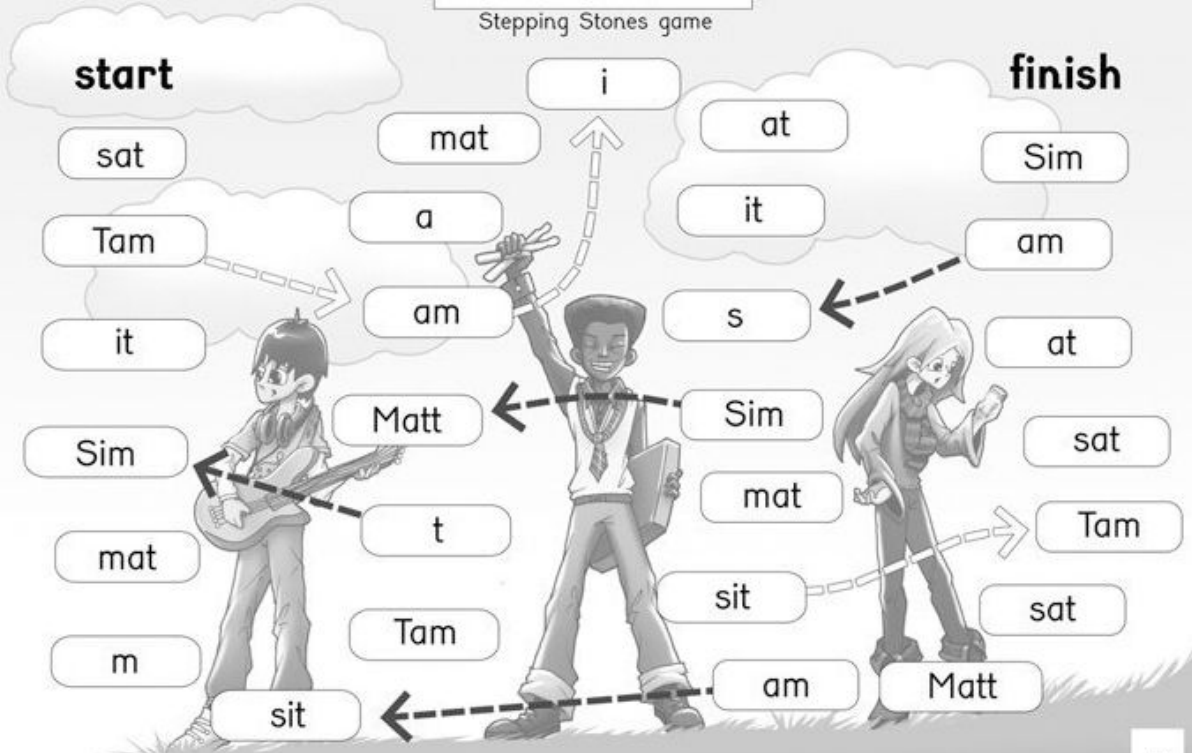 Stepping Stones game
start
finish
sat
Tam
it
Sim
mat
m
sit
Tam
t
Matt
am
a
mat
i
at
it
s
Sim
mat
sit
am
Matt
sat
Tam
sat
at
am
Sim